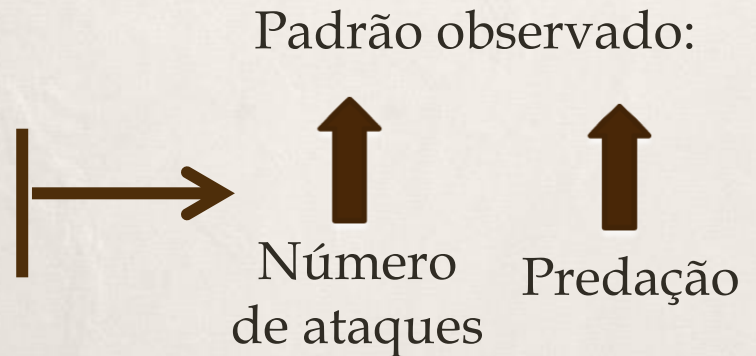 Padrão observado:
Número
de ataques
Predação